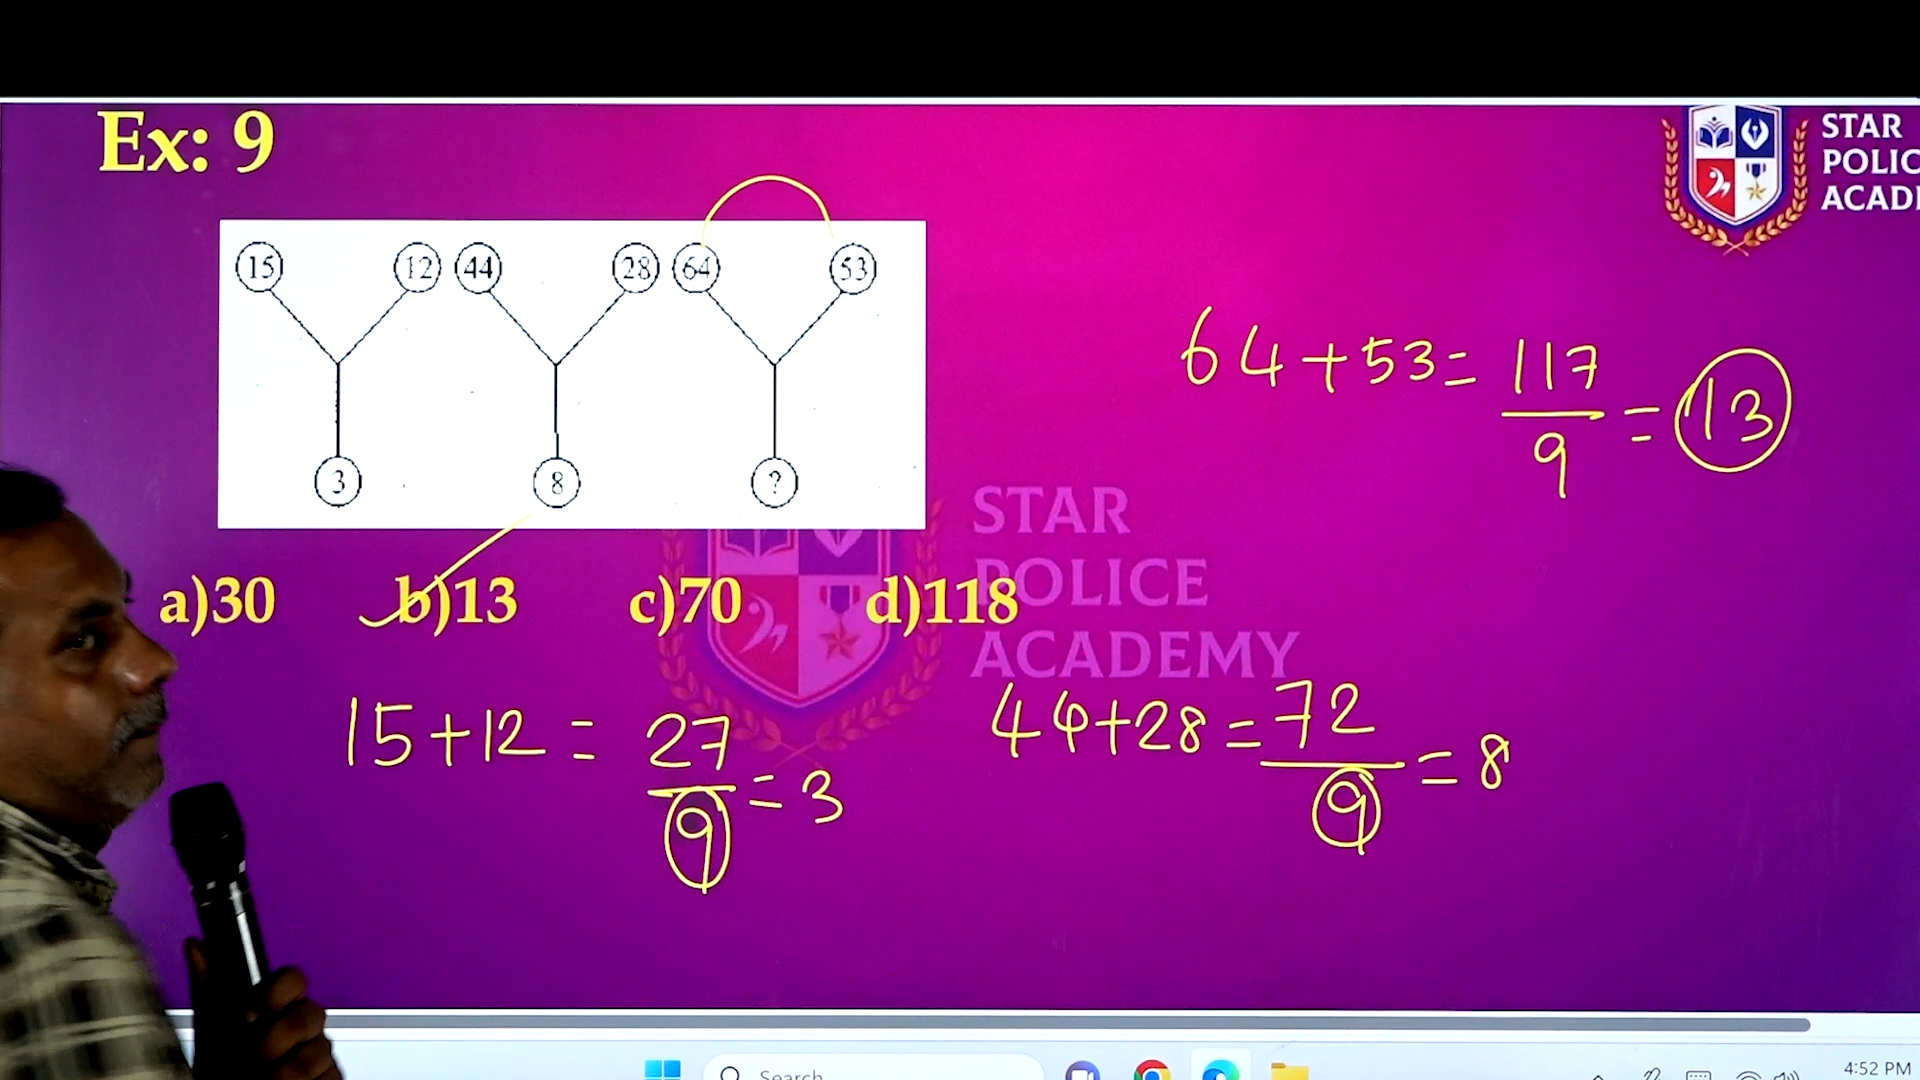 Ex: 9
STAR
POLIC
ACAD
15 12 44 28 64 53
3 8 ?
64+53= 117/9 = 13
STAR
POLICE
ACADEMY
a)30 b)13 c)70 d)118
15+12 = 27/9 = 3
44+28 = 72/9 = 8
Search
4:52 PM